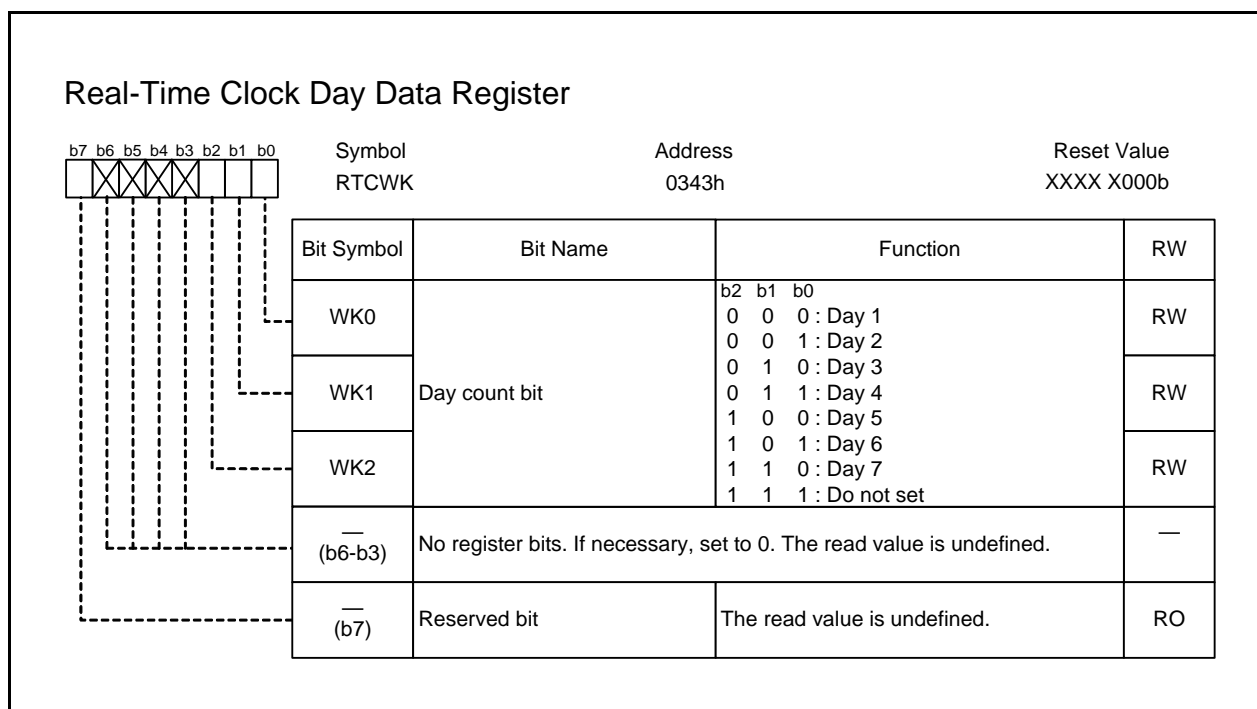 Real-Time Clock Day Data Register
b7 b6 b5 b4 b3 b2 b1 b0
Symbol Address Reset Value
RTCWK 0343h XXXX X000b
Bit Symbol Bit Name Function RW
WK0 RW
WK1 Day count bit RW
WK2 RW
b2 b1 b0
0 0 0 : Day 1
0 0 1 : Day 2
0 1 0 : Day 3
0 1 1 : Day 4
1 0 0 : Day 5
1 0 1 : Day 6
1 1 0 : Day 7
1 1 1 : Do not set
— 
(b6-b3) No register bits. If necessary, set to 0. The read value is undefined. —
—
(b7) Reserved bit The read value is undefined. RO